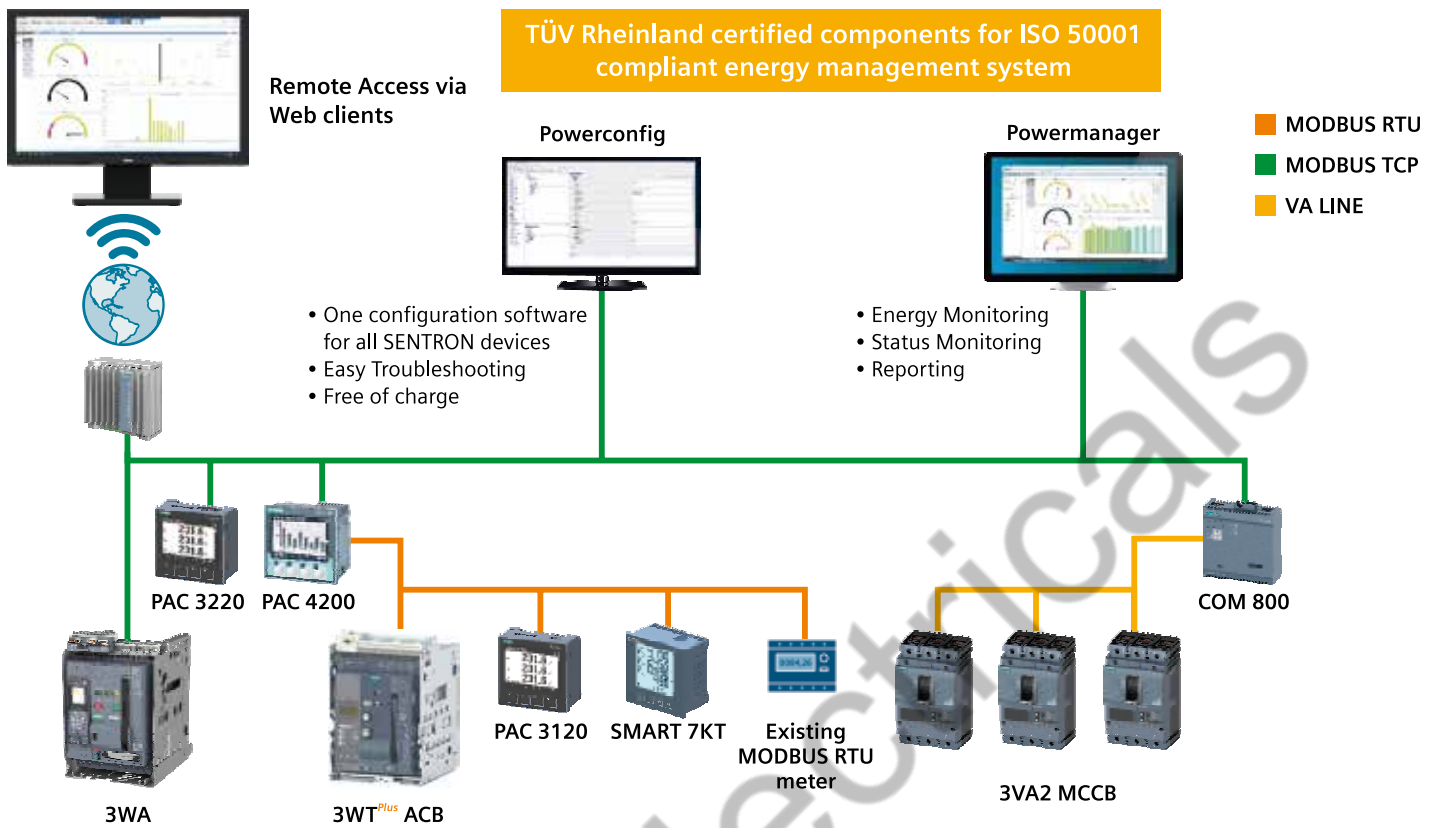 TÜV Rheinland certified components for ISO 50001
compliant energy management system
Remote Access via
Web clients
Powerconfig
Powermanager
MODBUS RTU
MODBUS TCP
VA LINE
• One configuration software
for all SENTRON devices
• Easy Troubleshooting
• Free of charge
• Energy Monitoring
• Status Monitoring
• Reporting
PAC 3220
PAC 4200
COM 800
PAC 3120
SMART 7KT
Existing
MODBUS RTU
meter
3VA2 MCCB
3WA
3WTPlus ACB
lectricals